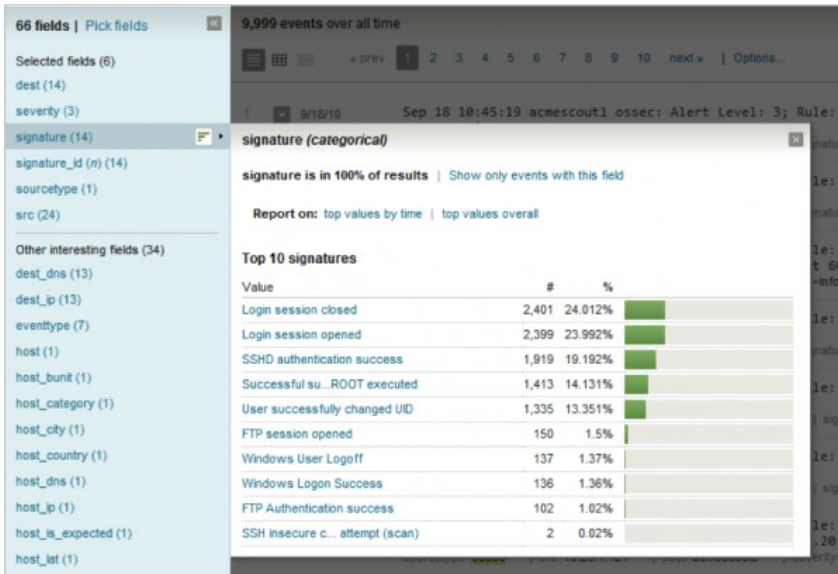 66 fields | Pick fields
«
Selected fields (6)
dest (14)
severity (3)
signature (14)
signature_id (n) (14)
sourcetype (1)
src (24)
Other interesting fields (34)
dest_dns (13)
dest_ip (13)
eventtype (7)
host (1)
host_bunit (1)
host_category (1)
host_city (1)
host_country (1)
host_dns (1)
host_ip (1)
host_is_expected (1)
host_lat (1)
9,999 events over all time
« prev 1 2 3 4 5 6 7 8 9 10 next » | Options...
1 9/18/10 Sep 18 10:45:19 acmescout1 ossec: Alert Level: 3; Rule:
signature (categorical)
signature is in 100% of results | Show only events with this field
Report on: top values by time | top values overall
Top 10 signatures
Value # %
Login session closed 2,401 24.012%
Login session opened 2,399 23.992%
SSHD authentication success 1,919 19.192%
Successful su...ROOT executed 1,413 14.131%
User successfully changed UID 1,335 13.351%
FTP session opened 150 1.5%
Windows User Logoff 137 1.37%
Windows Logon Success 136 1.36%
FTP Authentication success 102 1.02%
SSH insecure c... attempt (scan) 2 0.02%